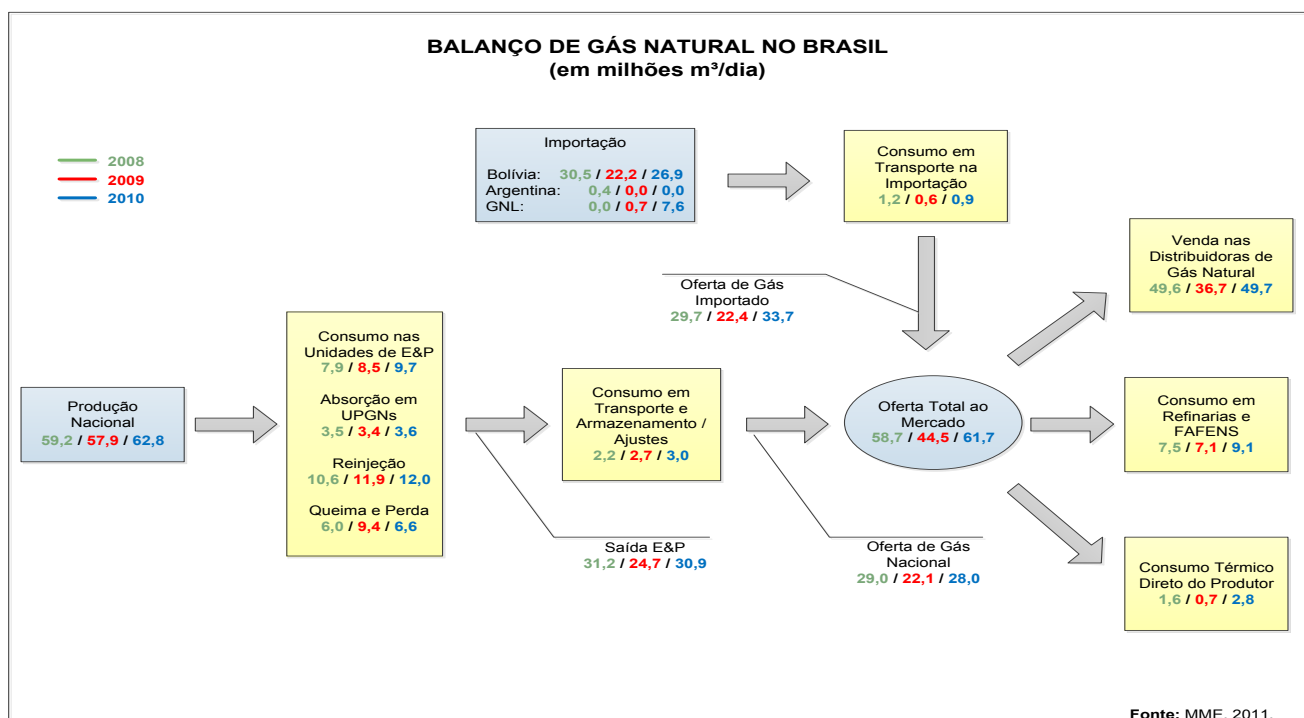 BALANÇO DE GÁS NATURAL NO BRASIL
(em milhões m³/dia)
2008
2009
2010
Importação
Bolívia: 30,5 / 22,2 / 26,9
Argentina: 0,4 / 0,0 / 0,0
GNL: 0,0 / 0,7 / 7,6
Consumo em
Transporte na
Importação
1,2 / 0,6 / 0,9
Oferta de Gás
Importado
29,7 / 22,4 / 33,7
Venda nas
Distribuidoras de
Gás Natural
49,6 / 36,7 / 49,7
Produção
Nacional
59,2 / 57,9 / 62,8
Consumo nas
Unidades de E&P
7,9 / 8,5 / 9,7
Absorção em
UPGNs
3,5 / 3,4 / 3,6
Reinjeção
10,6 / 11,9 / 12,0
Queima e Perda
6,0 / 9,4 / 6,6
Saída E&P
31,2 / 24,7 / 30,9
Consumo em
Transporte e
Armazenamento /
Ajustes
2,2 / 2,7 / 3,0
Oferta de Gás
Nacional
29,0 / 22,1 / 28,0
Oferta Total ao
Mercado
58,7 / 44,5 / 61,7
Consumo em
Refinarias e
FAFENS
7,5 / 7,1 / 9,1
Consumo Térmico
Direto do Produtor
1,6 / 0,7 / 2,8
Fonte: MME, 2011.